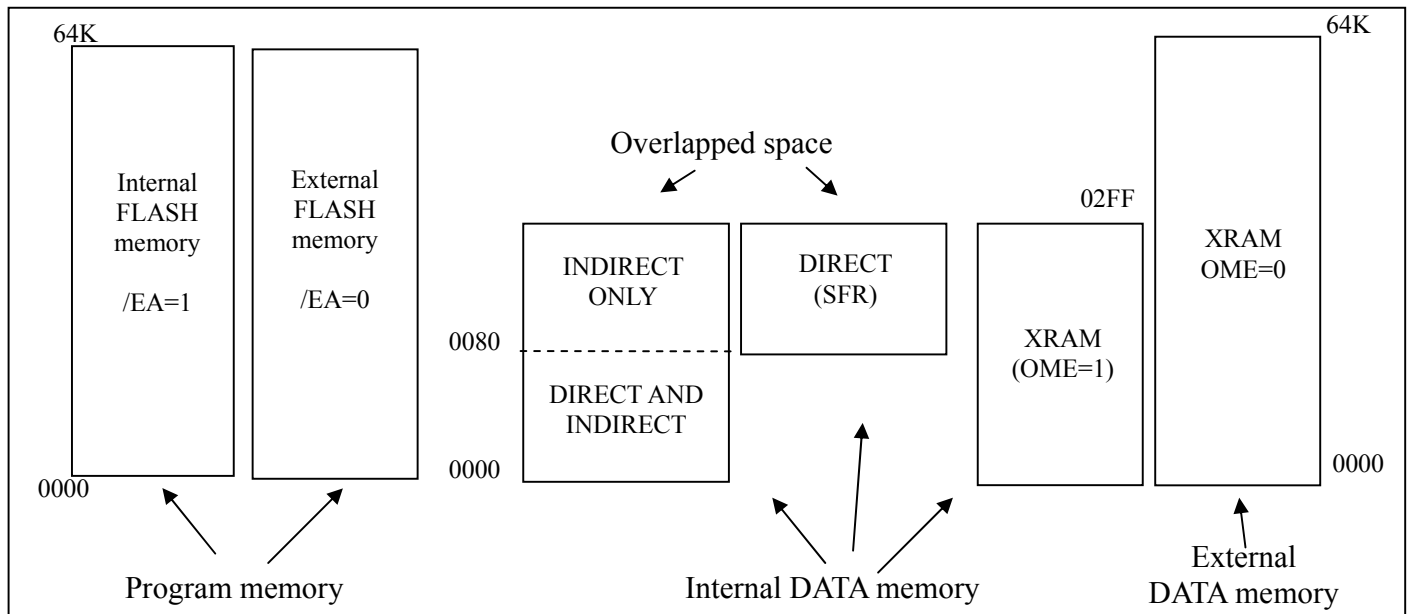 64K
Internal
FLASH
memory
/EA=1
0000
External
FLASH
memory
/EA=0
Program memory
Overlapped space
INDIRECT
ONLY
0080
DIRECT AND
INDIRECT
0000
DIRECT
(SFR)
02FF
XRAM
(OME=1)
Internal DATA memory
64K
XRAM
OME=0
0000
External
DATA memory